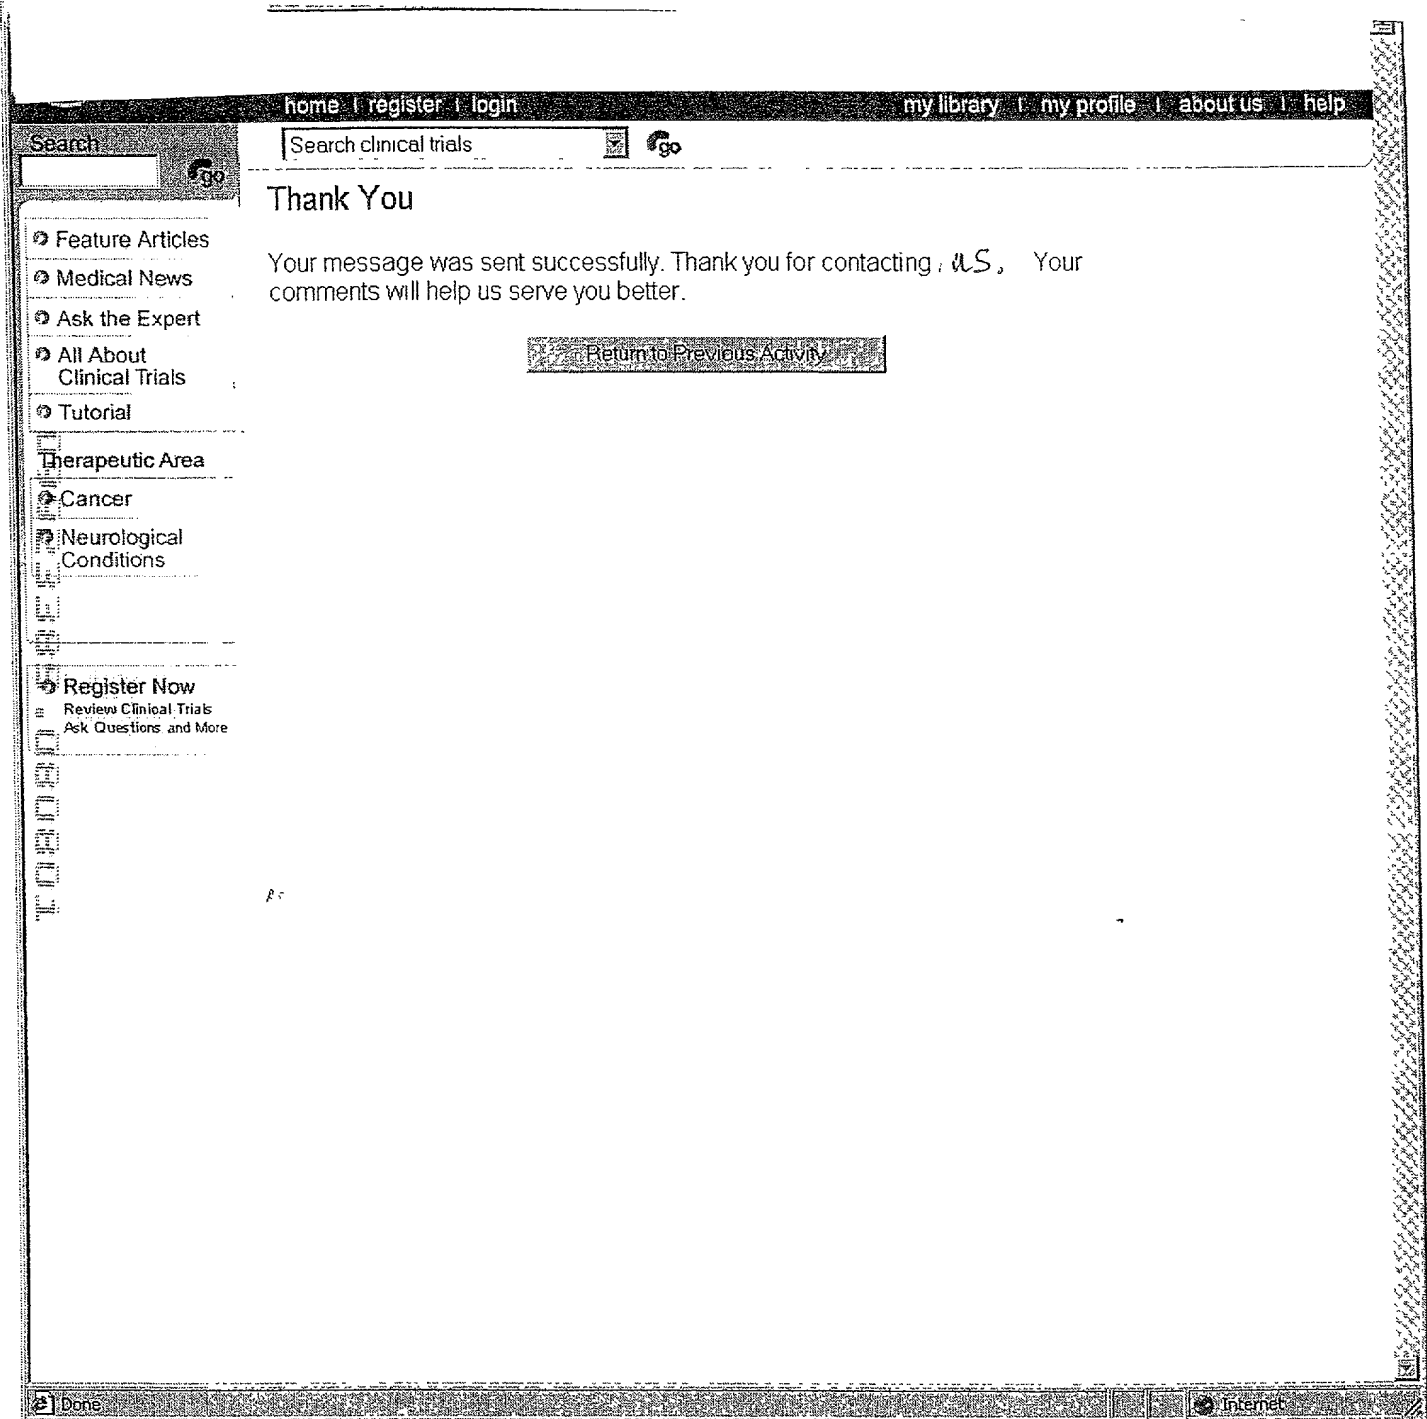 home | register | login my library | my profile | about us | help
Search
Search clinical trials go
go
Thank You
Your message was sent successfully. Thank you for contacting us. Your
comments will help us serve you better.
Return to Previous Activity
Feature Articles
Medical News
Ask the Expert
All About
Clinical Trials
Tutorial
Therapeutic Area
Cancer
Neurological
Conditions
Register Now
Review Clinical Trials
Ask Questions and More
Done Internet